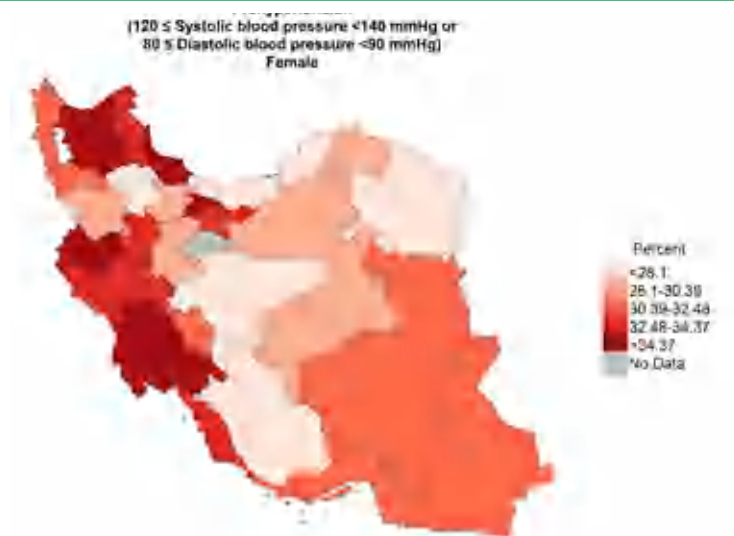 (120 ≤ Systolic blood pressure <140 mmHg or
80 ≤ Diastolic blood pressure <90 mmHg)
Female
Percent
<28.1
28.1-30.39
30.39-32.48
32.48-34.37
>34.37
No Data